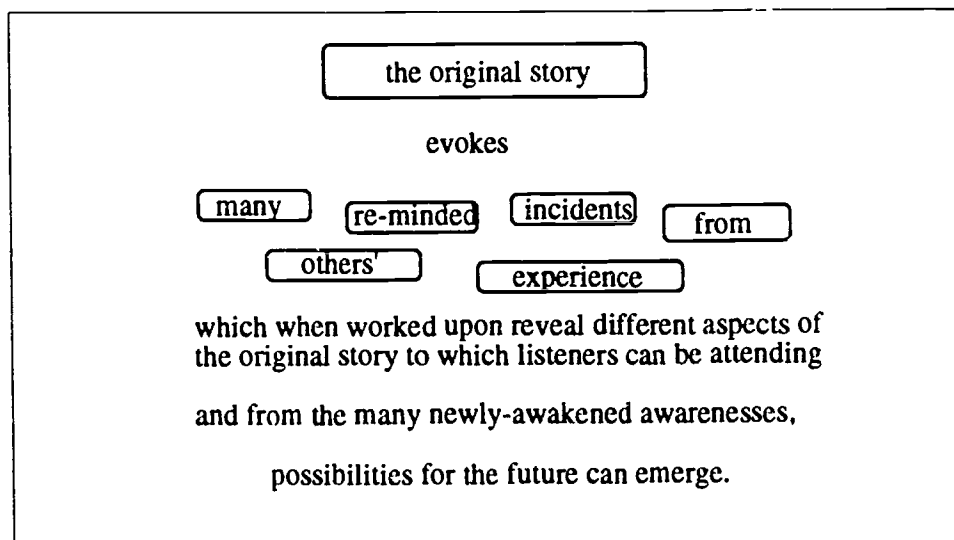 the original story
evokes
many re-minded incidents from
others' experience
which when worked upon reveal different aspects of
the original story to which listeners can be attending
and from the many newly-awakened awarenesses,
possibilities for the future can emerge.